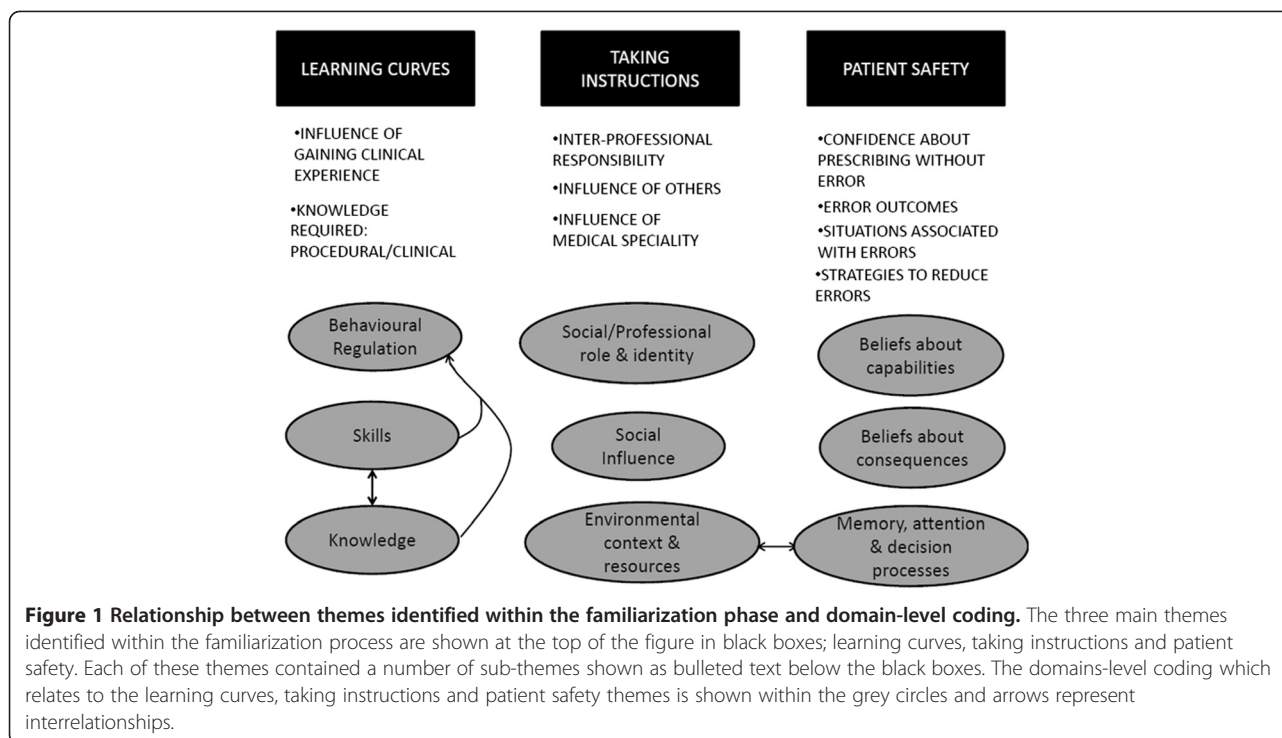 LEARNING CURVES
•INFLUENCE OF
GAINING CLINICAL
EXPERIENCE
•KNOWLEDGE
REQUIRED:
PROCEDURAL/CLINICAL
Behavioural
Regulation
Skills
Knowledge
TAKING
INSTRUCTIONS
•INTER-PROFESSIONAL
RESPONSIBILITY
•INFLUENCE OF OTHERS
•INFLUENCE OF
MEDICAL SPECIALITY
Social/Professional
role & identity
Social
Influence
Environmental
context &
resources
PATIENT SAFETY
•CONFIDENCE ABOUT
PRESCRIBING WITHOUT
ERROR
•ERROR OUTCOMES
•SITUATIONS ASSOCIATED
WITH ERRORS
•STRATEGIES TO REDUCE
ERRORS
Beliefs about
capabilities
Beliefs about
consequences
Memory, attention
& decision
processes
Figure 1 Relationship between themes identified within the familiarization phase and domain-level coding. The three main themes
identified within the familiarization process are shown at the top of the figure in black boxes; learning curves, taking instructions and patient
safety. Each of these themes contained a number of sub-themes shown as bulleted text below the black boxes. The domains-level coding which
relates to the learning curves, taking instructions and patient safety themes is shown within the grey circles and arrows represent
interrelationships.